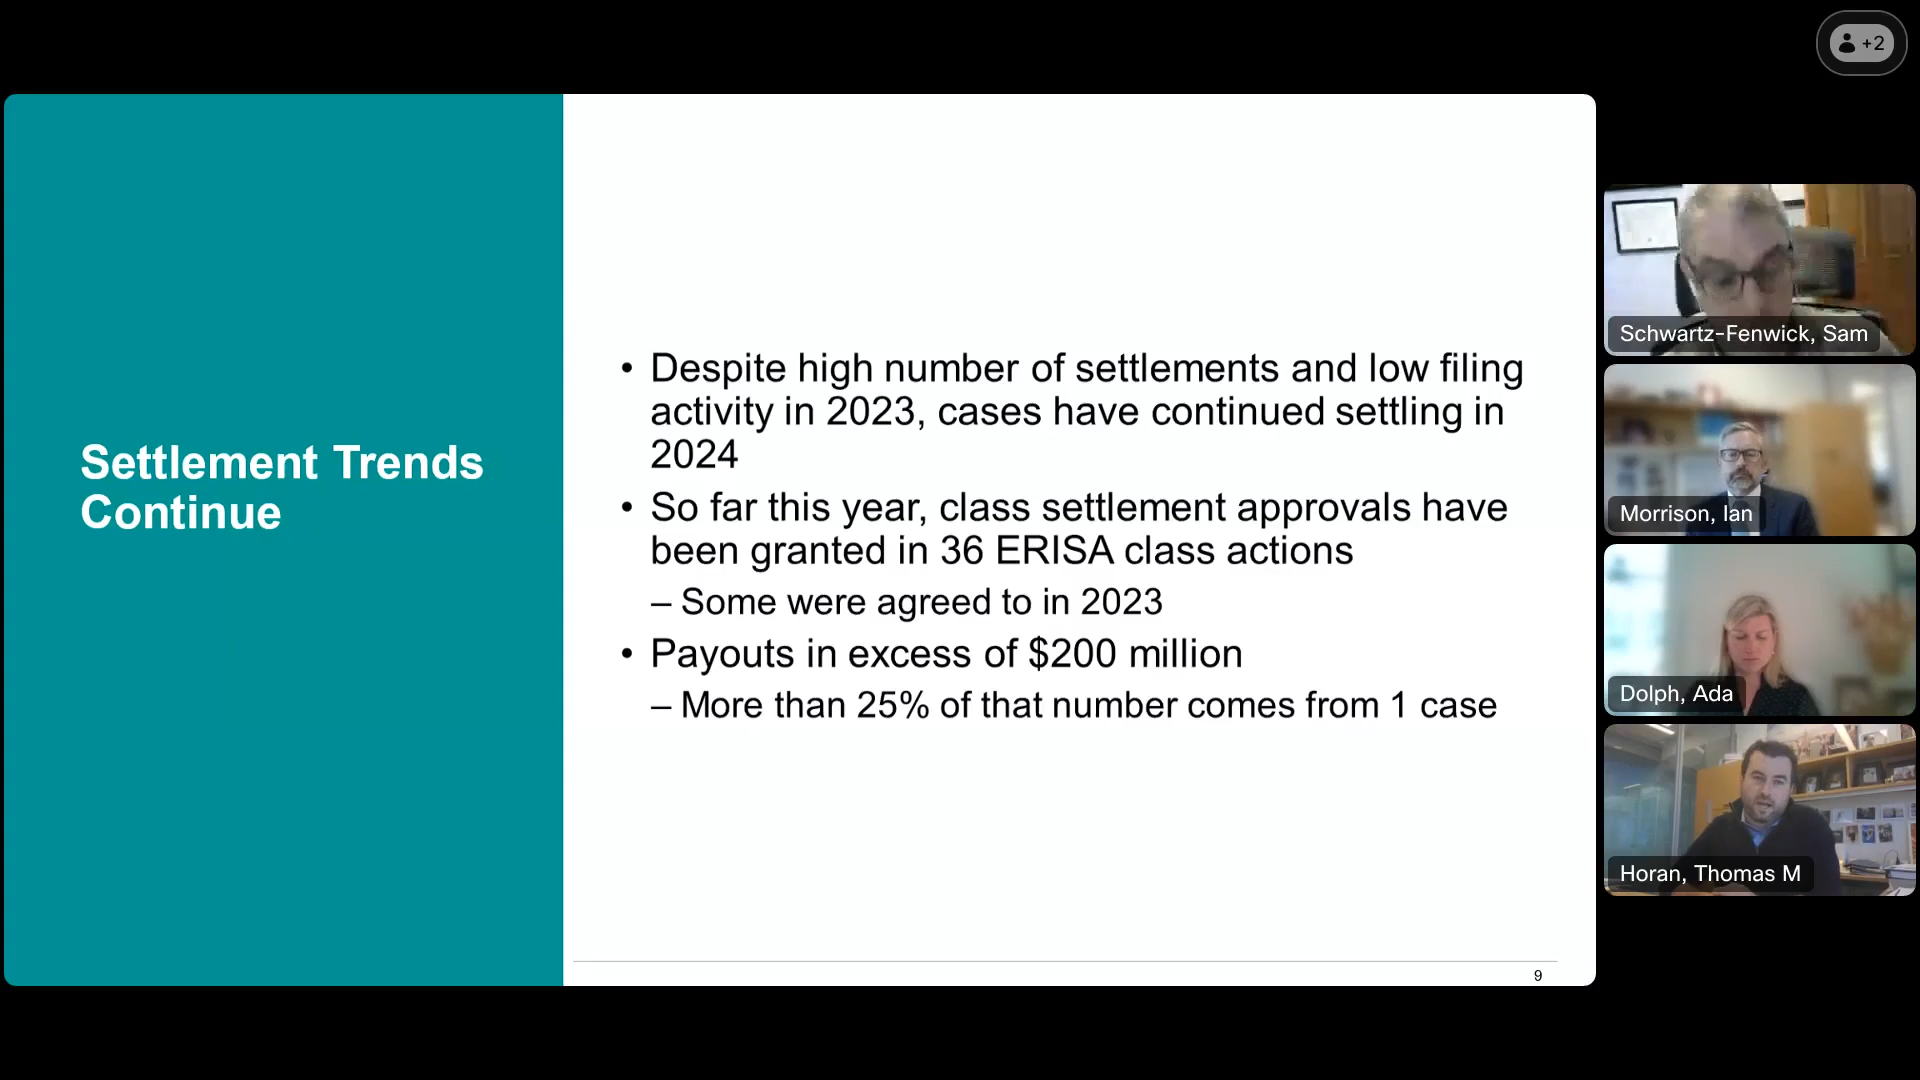 +2
Settlement Trends
Continue
• Despite high number of settlements and low filing
activity in 2023, cases have continued settling in
2024
• So far this year, class settlement approvals have
been granted in 36 ERISA class actions
– Some were agreed to in 2023
• Payouts in excess of $200 million
– More than 25% of that number comes from 1 case
9
Schwartz-Fenwick, Sam
Morrison, Ian
Dolph, Ada
Horan, Thomas M